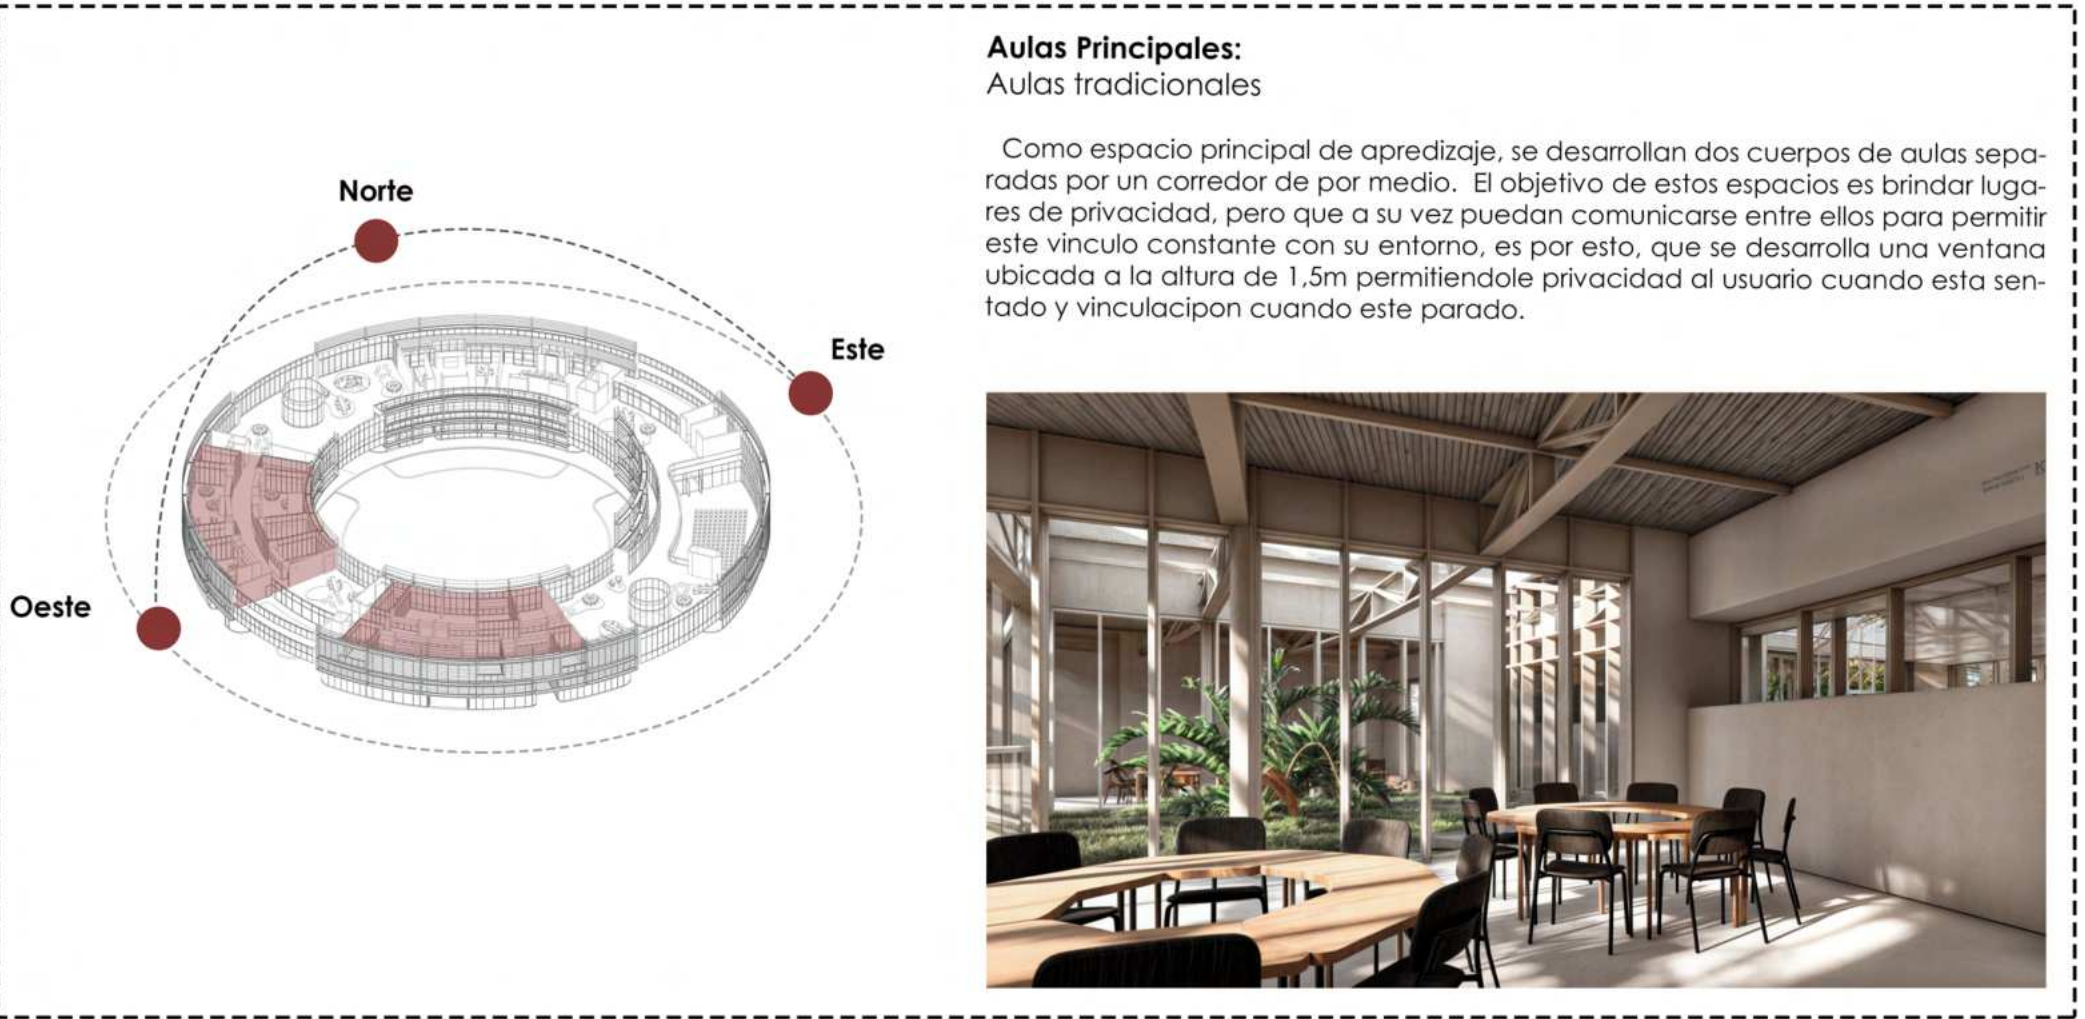 Aulas Principales:
Aulas tradicionales
Como espacio principal de apredizaje, se desarrollan dos cuerpos de aulas sepa-
radas por un corredor de por medio. El objetivo de estos espacios es brindar luga-
res de privacidad, pero que a su vez puedan comunicarse entre ellos para permitir
este vinculo constante con su entorno, es por esto, que se desarrolla una ventana
ubicada a la altura de 1,5m permitiendole privacidad al usuario cuando esta sen-
tado y vinculacipon cuando este parado.
Norte
Este
Oeste